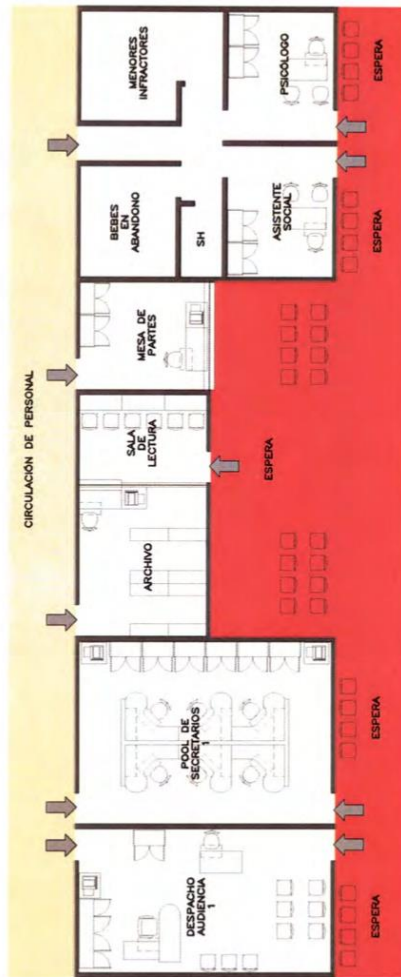 CIRCULACIÓN DE PERSONAL
DESPACHO
AUDIENCIA
1
POOL DE
SECRETARIOS
1
ARCHIVO
SALA
DE
LECTURA
MESA DE
PARTES
BEBES
EN
ABANDONO
MENORES
INFRACTORES
SH
ASISTENTE
SOCIAL
PSICÓLOGO
ESPERA
ESPERA
ESPERA
ESPERA
ESPERA